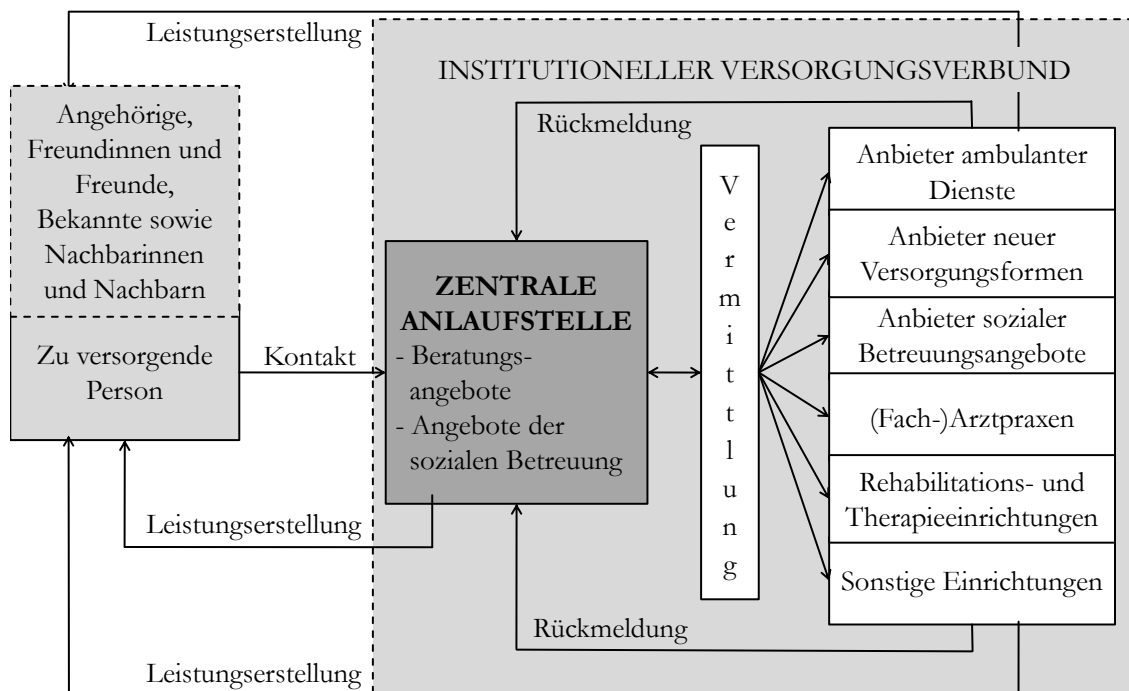 Leistungserstellung
INSTITUTIONELLER VERSORGUNGSVERBUND
Angehörige,
Freundinnen und
Freunde,
Bekannte sowie
Nachbarinnen
und Nachbarn
Zu versorgende
Person
Kontakt
Leistungserstellung
Leistungserstellung
Rückmeldung
ZENTRALE
ANLAUFSTELLE
- Beratungs-
angebote
- Angebote der
sozialen Betreuung
Rückmeldung
V
e
r
m
i
t
t
l
u
n
g
Anbieter ambulanter
Dienste
Anbieter neuer
Versorgungsformen
Anbieter sozialer
Betreuungsangebote
(Fach-)Arztpraxen
Rehabilitations- und
Therapieeinrichtungen
Sonstige Einrichtungen